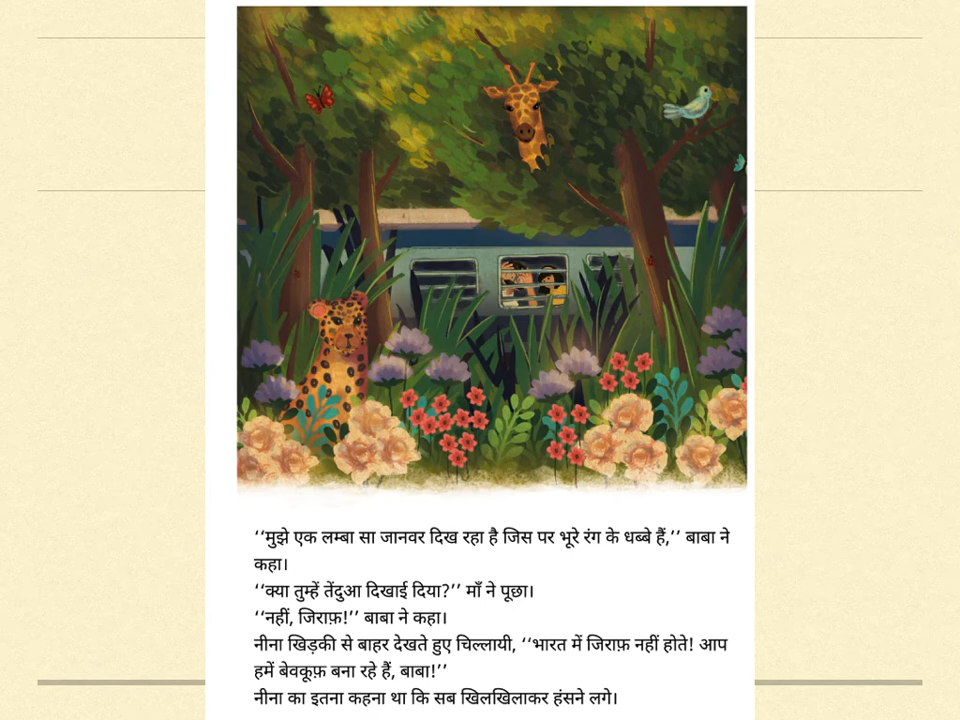 ‘‘मुझे एक लम्बा सा जानवर दिख रहा है जिस पर भूरे रंग के धब्बे हैं,’’ बाबा ने
कहा।
‘‘क्या तुम्हें तेंदुआ दिखाई दिया?’’ माँ ने पूछा।
‘‘नहीं, जिराफ़!’’ बाबा ने कहा।
नीना खिड़की से बाहर देखते हुए चिल्लायी, ‘‘भारत में जिराफ़ नहीं होते! आप
हमें बेवकूफ़ बना रहे हैं, बाबा!’’
नीना का इतना कहना था कि सब खिलखिलाकर हंसने लगे।